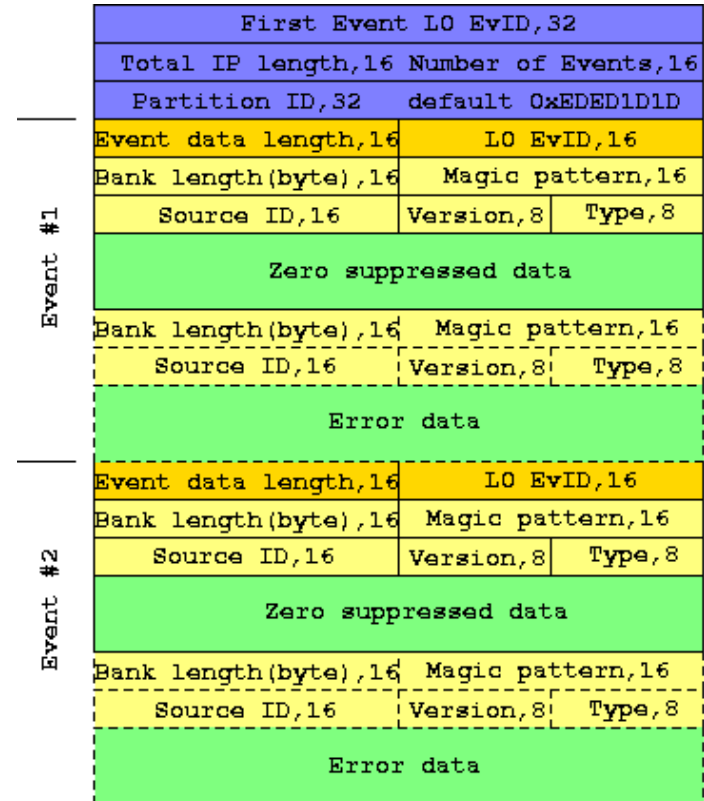 First Event L0 EvID,32
Total IP length,16 Number of Events,16
Partition ID,32 default 0xEDED1D1D
Event #1
Event data length,16 L0 EvID,16
Bank length(byte),16 Magic pattern,16
Source ID,16 Version,8 Type,8
Zero suppressed data
Bank length(byte),16 Magic pattern,16
Source ID,16 Version,8 Type,8
Error data
Event #2
Event data length,16 L0 EvID,16
Bank length(byte),16 Magic pattern,16
Source ID,16 Version,8 Type,8
Zero suppressed data
Bank length(byte),16 Magic pattern,16
Source ID,16 Version,8 Type,8
Error data